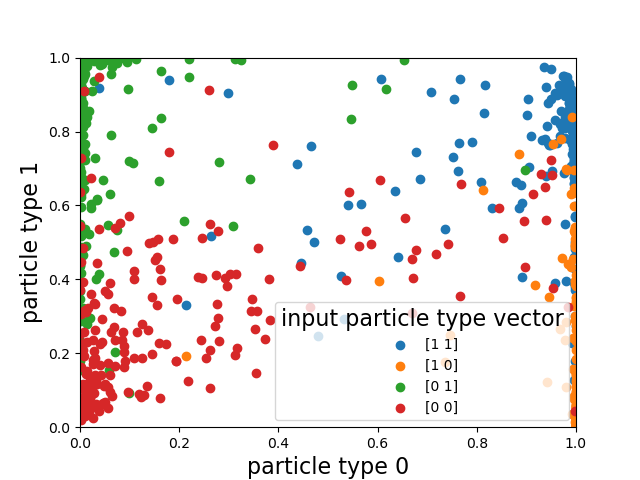 1.0
0.8
0.6
0.4
0.2
0.0
particle type 1
input particle type vector
[1 1]
[1 0]
[0 1]
[0 0]
0.0 0.2 0.4 0.6 0.8 1.0
particle type 0